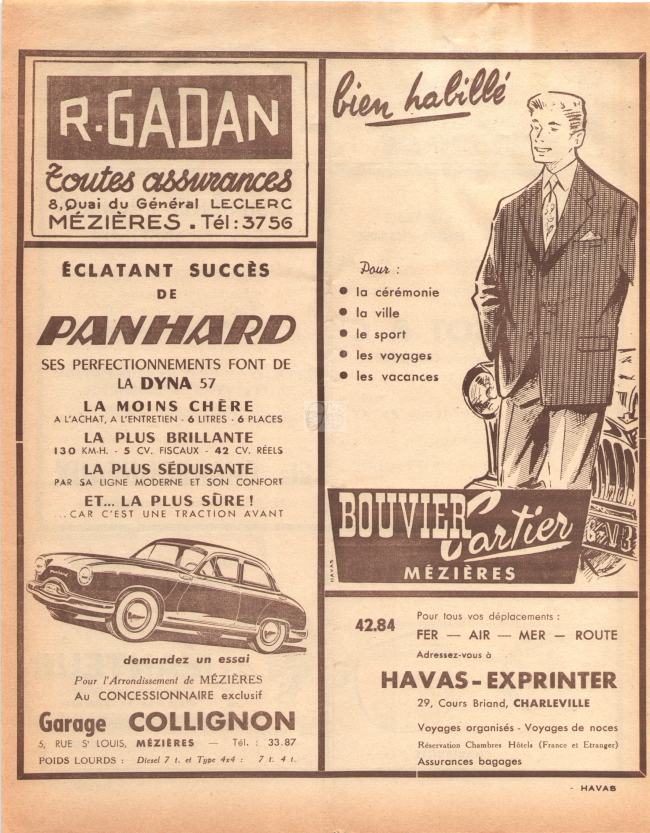 R. GADAN
Toutes assurances
8, Quai du Général LECLERC
MÉZIÈRES . Tél : 3756
ÉCLATANT SUCCÈS
DE
PANHARD
SES PERFECTIONNEMENTS FONT DE
LA DYNA 57
LA MOINS CHÈRE
A L'ACHAT, A L'ENTRETIEN - 6 LITRES - 6 PLACES
LA PLUS BRILLANTE
130 KM-H. - 5 CV. FISCAUX - 42 CV. RÉELS
LA PLUS SÉDUISANTE
PAR SA LIGNE MODERNE ET SON CONFORT
ET... LA PLUS SÛRE !
...CAR C'EST UNE TRACTION AVANT
Panhard
demandez un essai
Pour l'Arrondissement de MÉZIÈRES
Au CONCESSIONNAIRE exclusif
Garage COLLIGNON
5, RUE St LOUIS, MÉZIÈRES — Tél. : 33.87
POIDS LOURDS : Diesel 7 t. et Type 4x4 : 7 t. 4 t.
bien habillé
Pour :
• la cérémonie
• la ville
• le sport
• les voyages
• les vacances
BOUVIER Cartier
MÉZIÈRES
HAVAS
42.84
Pour tous vos déplacements :
FER — AIR — MER — ROUTE
Adressez-vous à
HAVAS-EXPRINTER
29, Cours Briand, CHARLEVILLE
Voyages organisés - Voyages de noces
Réservation Chambres Hôtels (France et Etranger)
Assurances bagages
- HAVAS